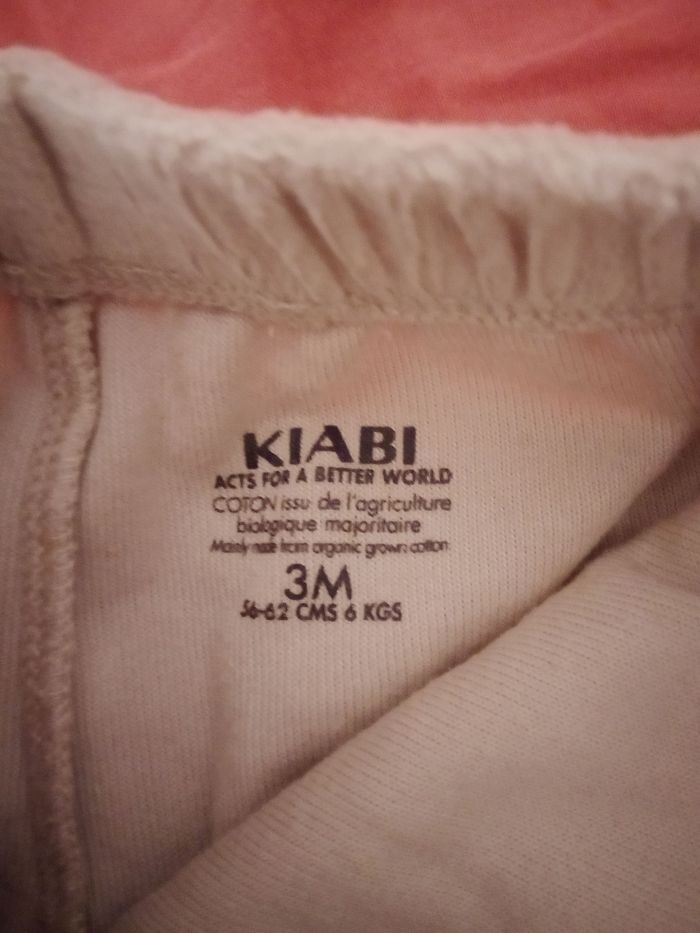 KIABI
ACTS FOR A BETTER WORLD
COTON issu de l'agriculture
biologique majoritaire
Mainly made from organic grown cotton
3M
56-62 CMS 6 KGS